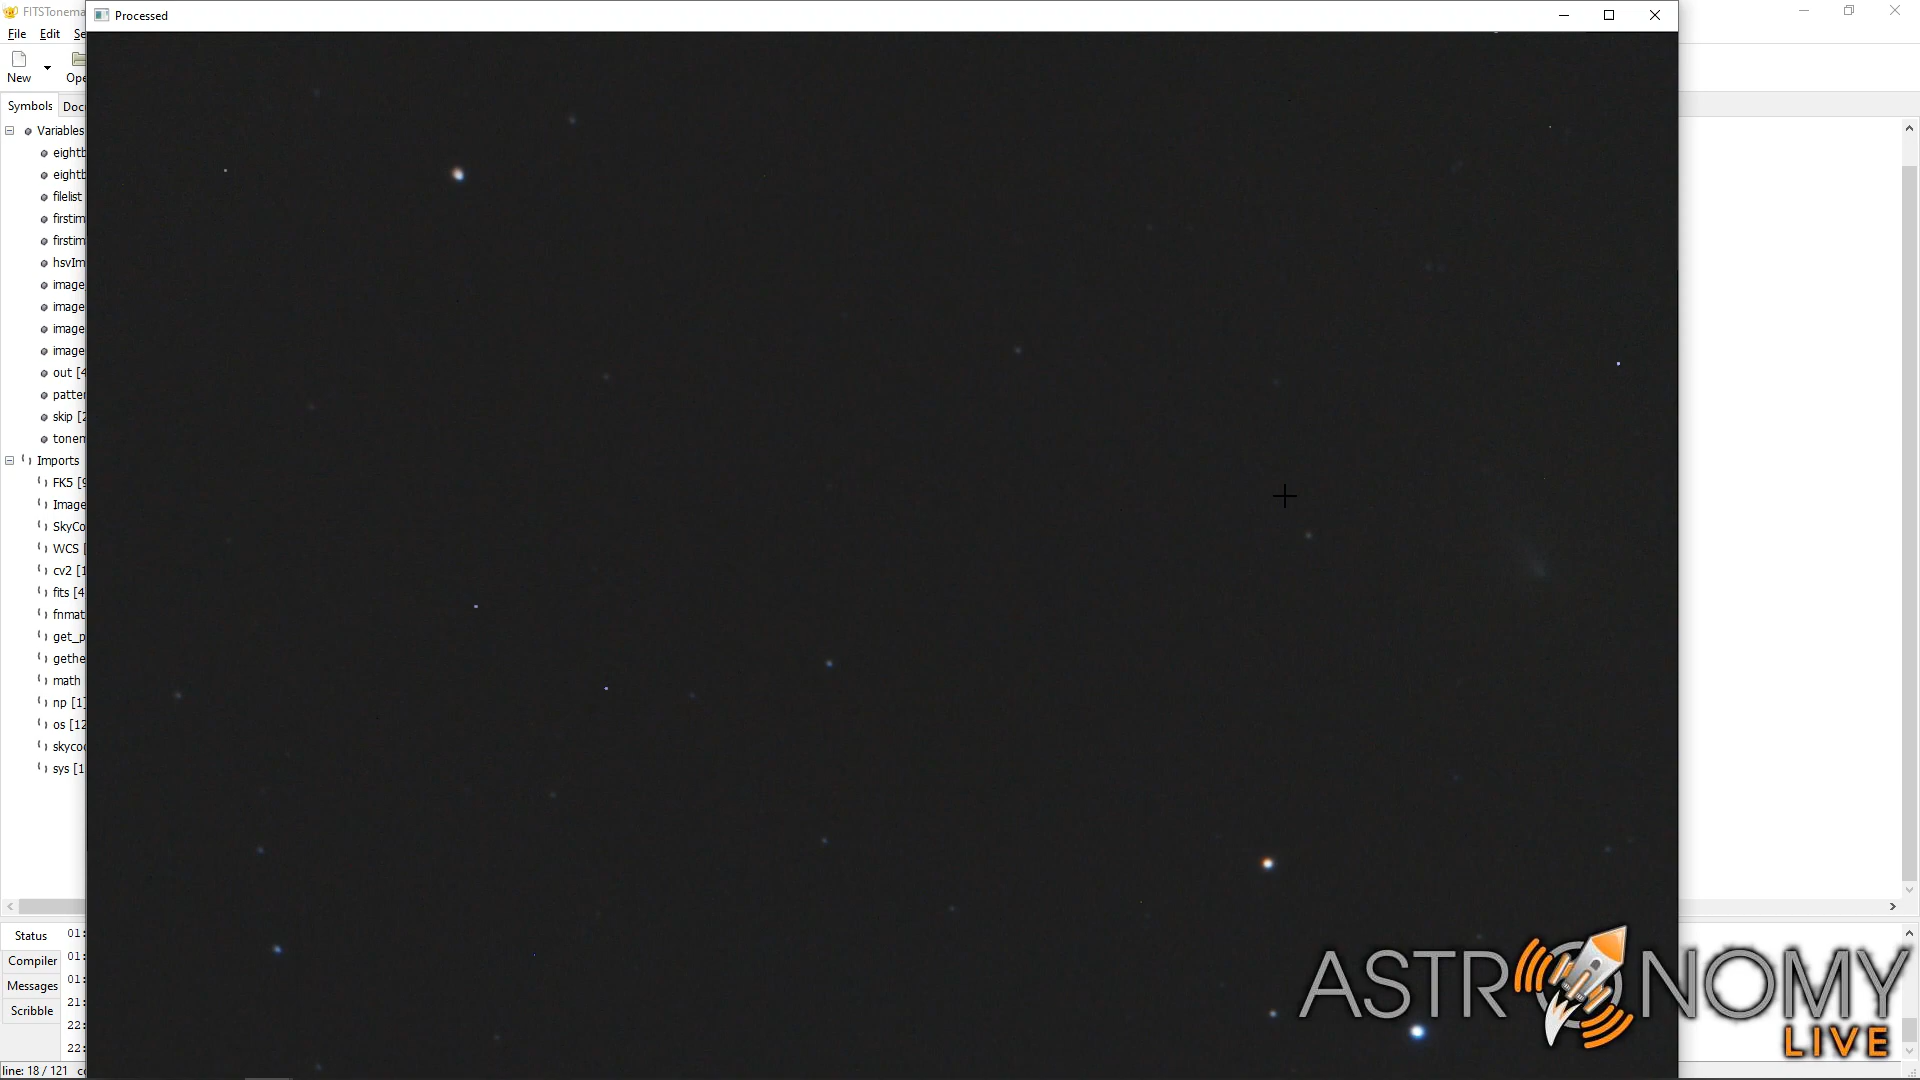 FITSTonema
Processed
File Edit Se
New Ope
Symbols Docu
Variables
eightb
eightb
filelist
firstim
firstim
hsvIm
image
image
image
image
out [4
patter
skip [2
tonem
Imports
FK5 [9
Image
SkyCo
WCS [
cv2 [1
fits [4
fnmat
get_p
gethe
math
np [1]
os [12
skycoo
sys [1
Status
Compiler
Messages
Scribble
01:
01:
01:
21:
22:
22:
line: 18 / 121 c
ASTRONOMY
LIVE